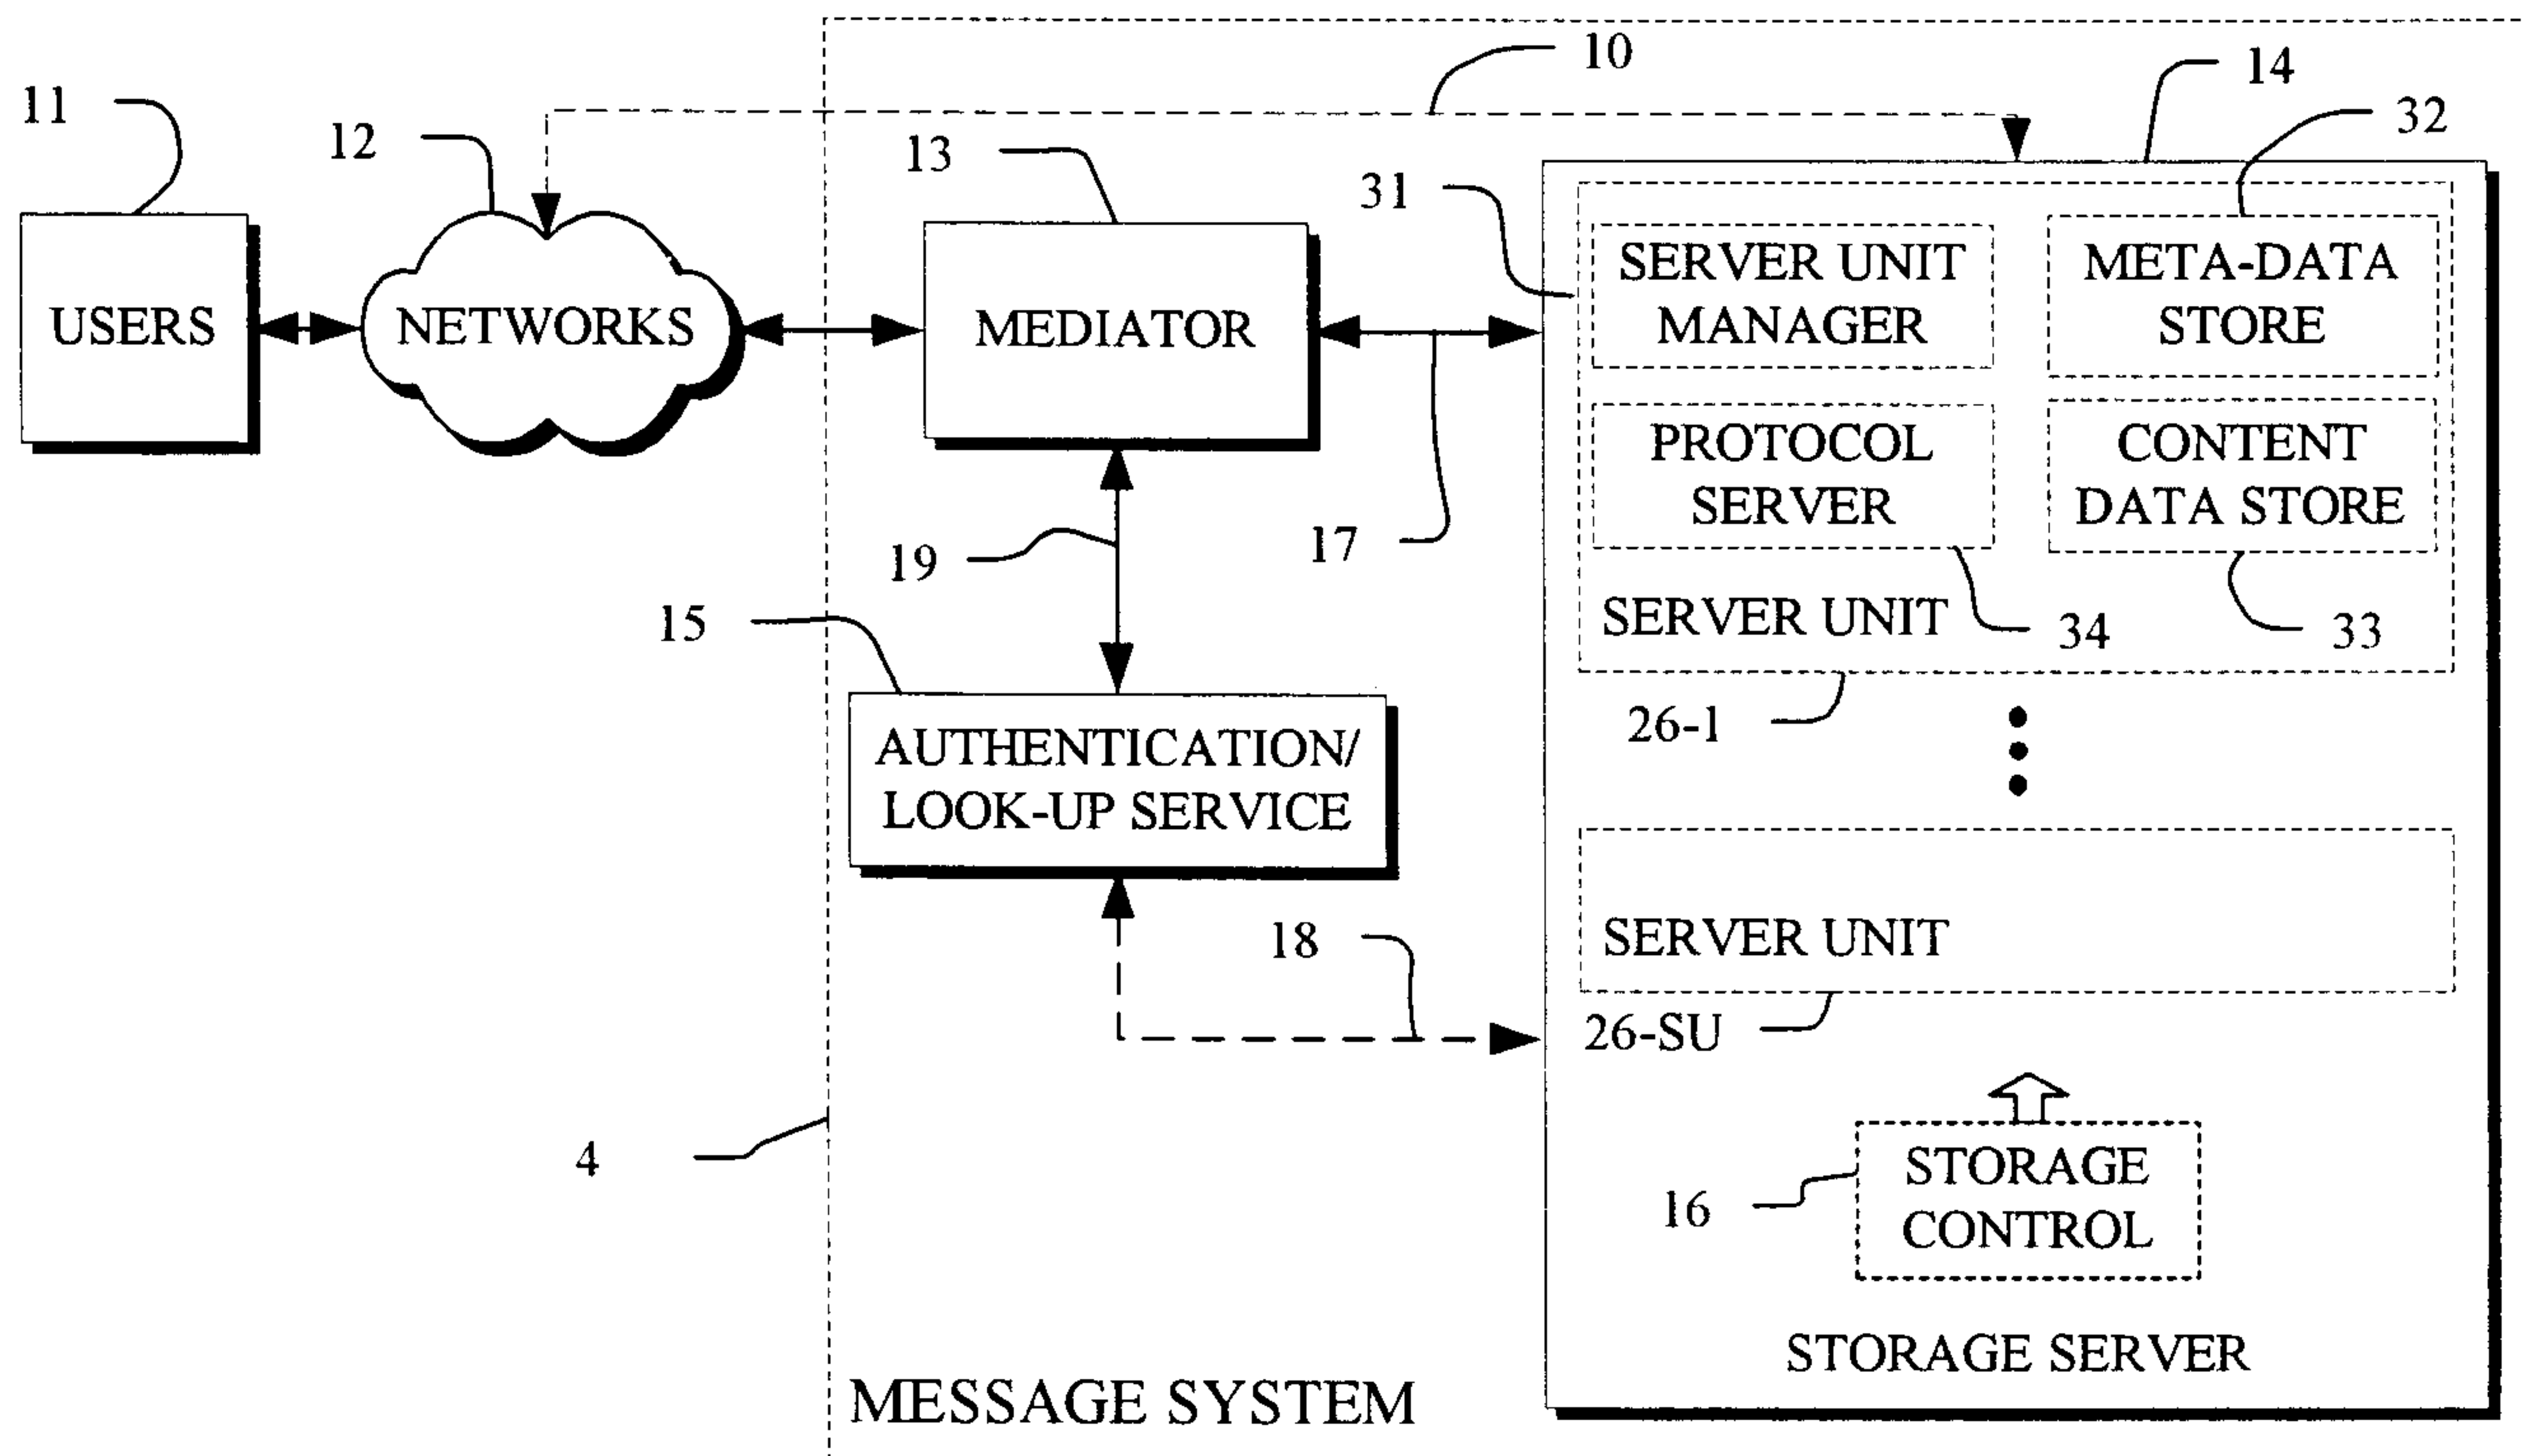 10
14
11
32
12
13
31
SERVER UNIT
MANAGER
META-DATA
STORE
USERS
NETWORKS
MEDIATOR
PROTOCOL
SERVER
CONTENT
DATA STORE
19
17
15
SERVER UNIT
34
33
26-1
AUTHENTICATION/
LOOK-UP SERVICE
18
SERVER UNIT
26-SU
4
16
STORAGE
CONTROL
STORAGE SERVER
MESSAGE SYSTEM